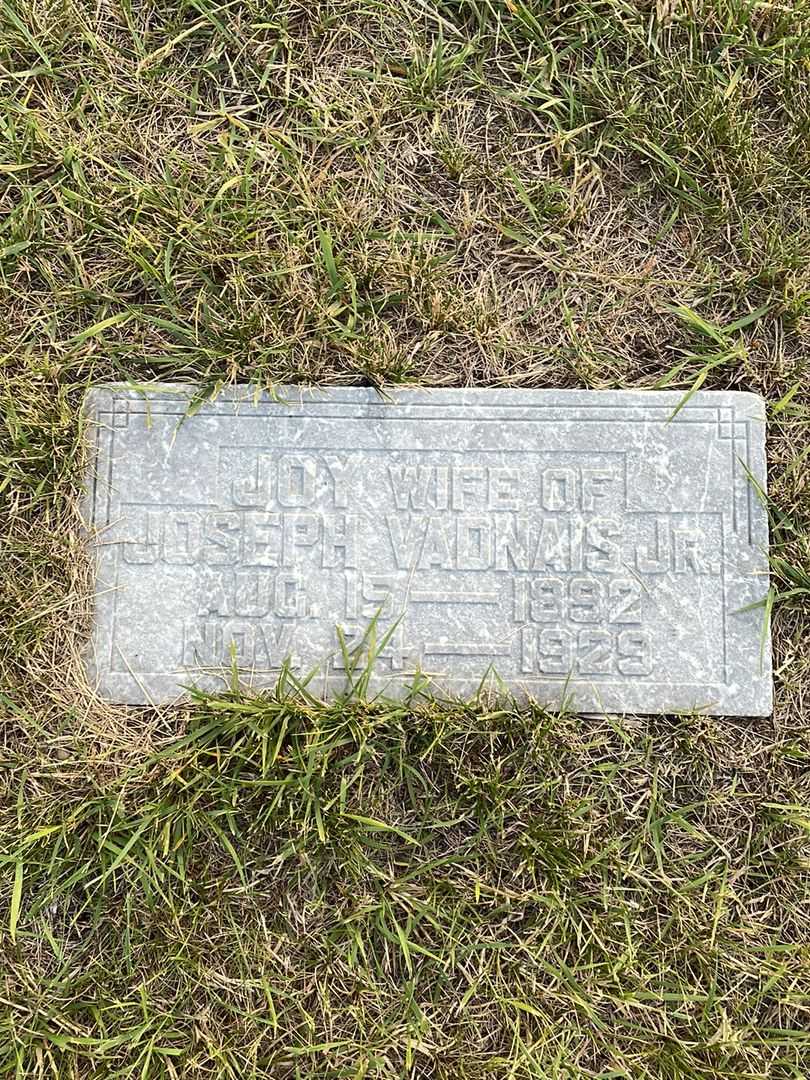 JOY WIFE OF
JOSEPH VADNAIS JR.
AUG. 15 — 1892
NOV. 24 — 1929